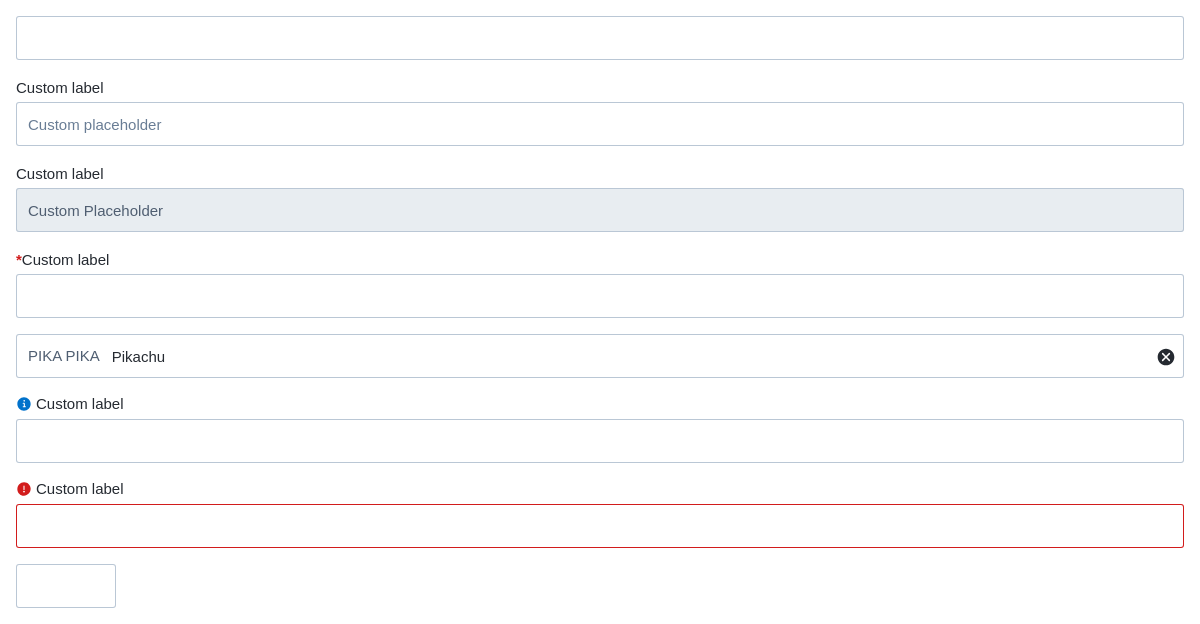 Custom label
Custom placeholder
Custom label
Custom Placeholder
*Custom label
PIKA PIKA Pikachu
Custom label
Custom label